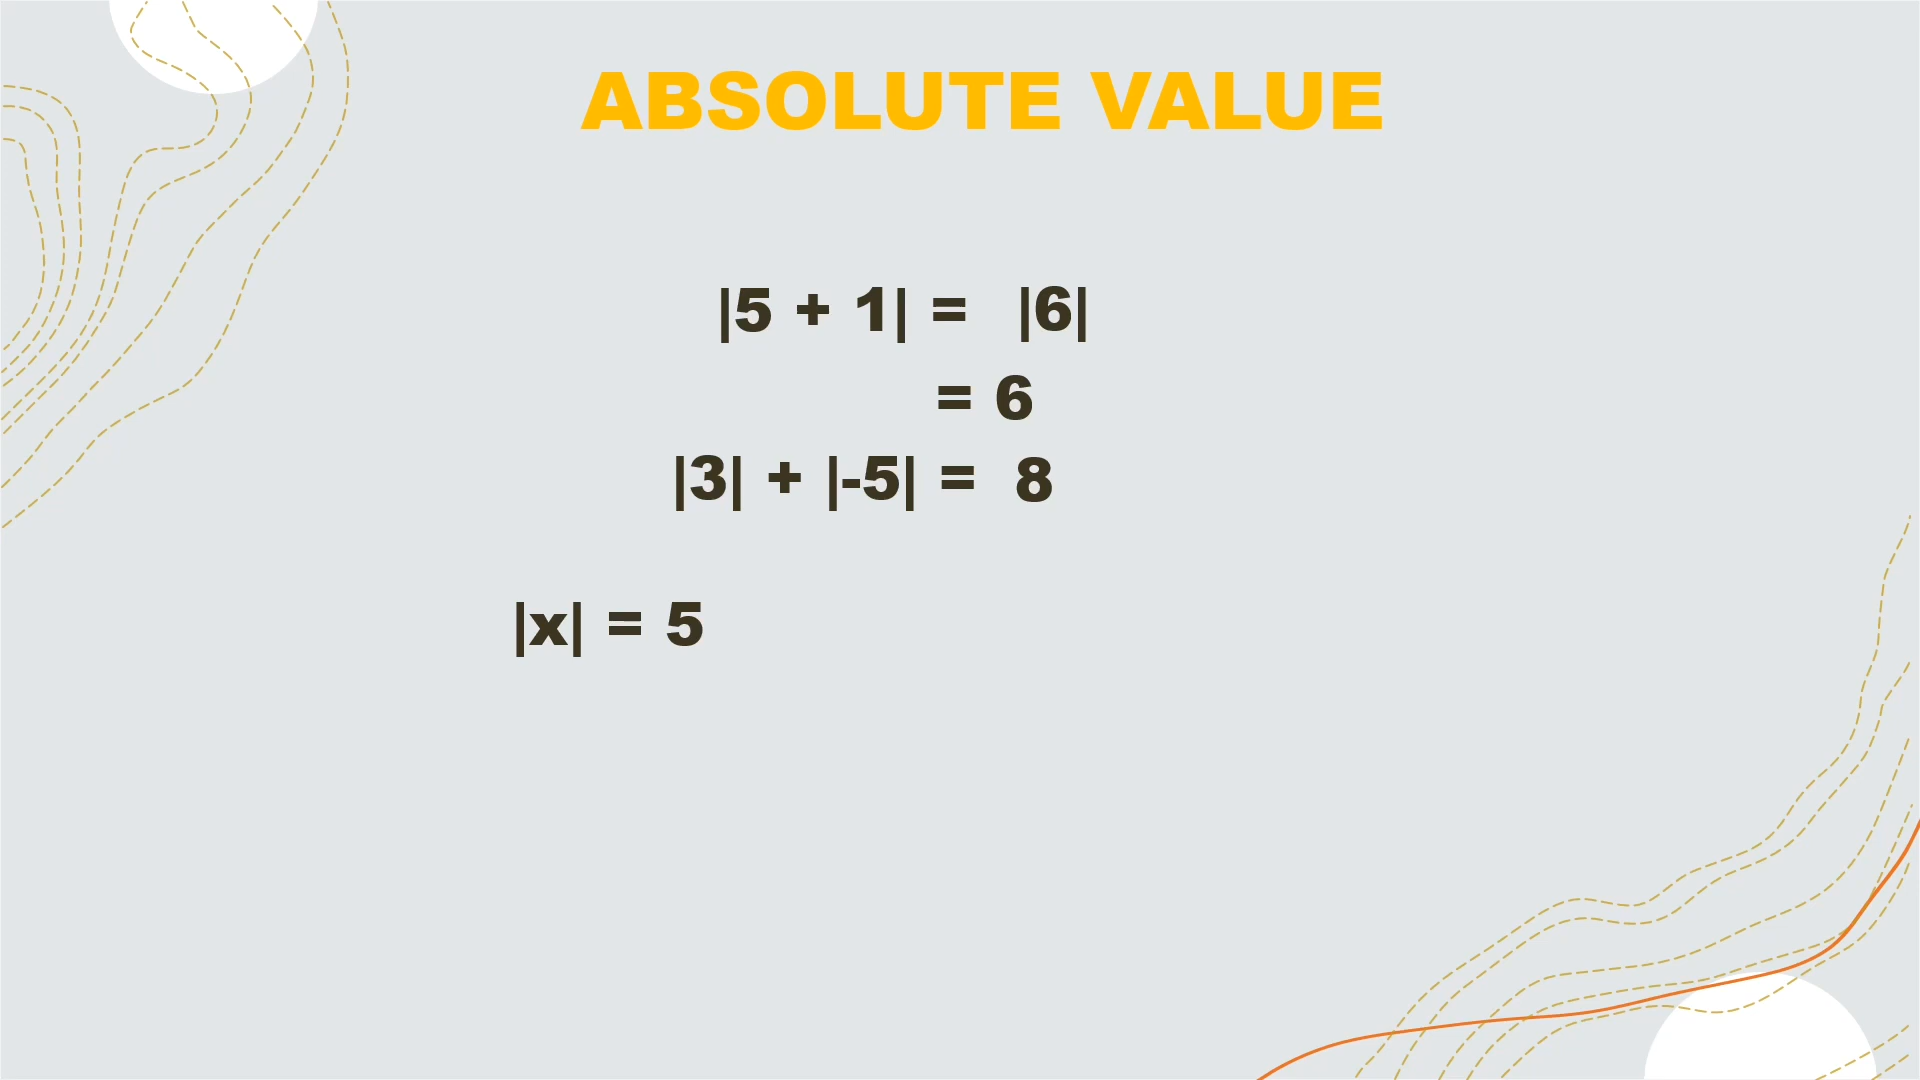 ABSOLUTE VALUE
|5 + 1| = |6|
= 6
|3| + |-5| = 8
|x| = 5